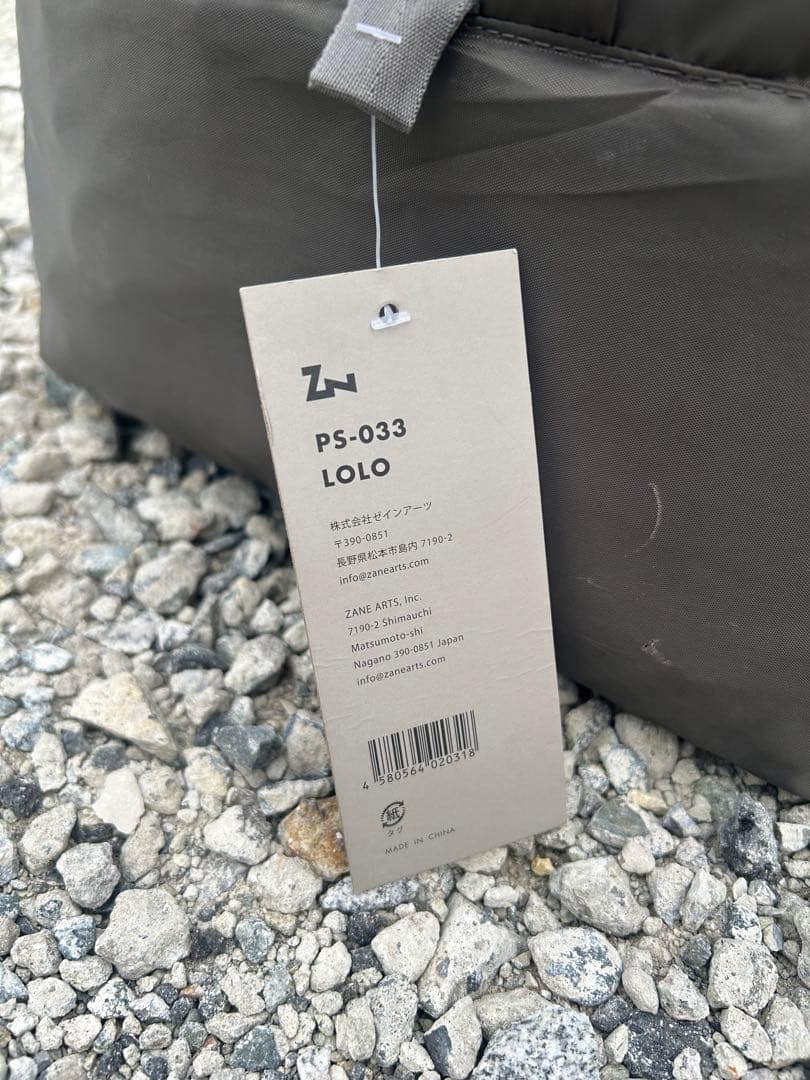 ZN
PS-033
LOLO
株式会社ゼインアーツ
〒390-0851
長野県松本市島内 7190-2
info@zanearts.com
ZANE ARTS, Inc.
7190-2 Shimauchi
Matsumoto-shi
Nagano 390-0851 Japan
info@zanearts.com
4 580564 020318
紙
タグ
MADE IN CHINA